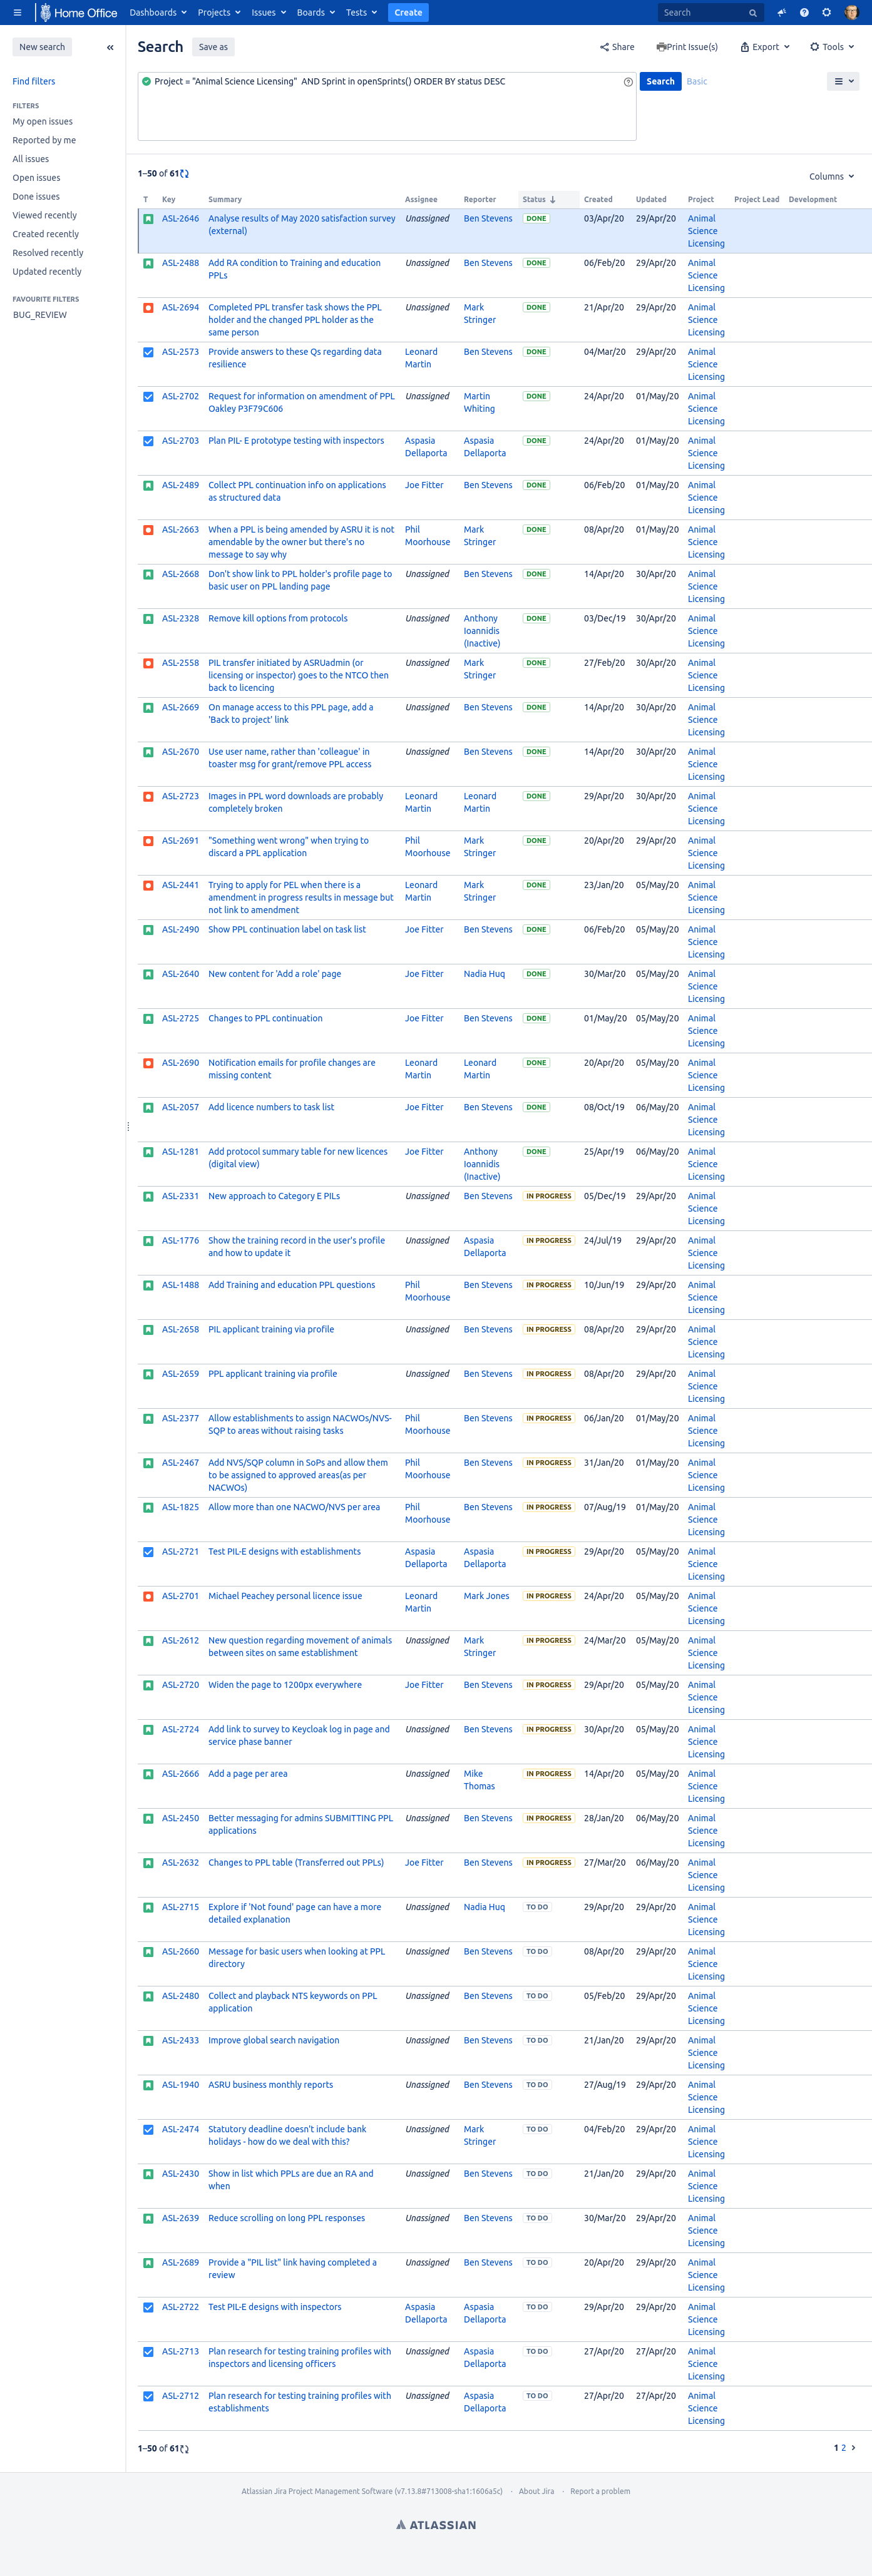 Home Office Dashboards Projects Issues Boards Tests Create Search
New search
Find filters
FILTERS
My open issues
Reported by me
All issues
Open issues
Done issues
Viewed recently
Created recently
Resolved recently
Updated recently
FAVOURITE FILTERS
BUG_REVIEW
Search Save as Share Print Issue(s) Export Tools
Project = "Animal Science Licensing" AND Sprint in openSprints() ORDER BY status DESC Search Basic
1–50 of 61 Columns
T Key Summary Assignee Reporter Status Created Updated Project Project Lead Development
ASL-2646 Analyse results of May 2020 satisfaction survey Unassigned Ben Stevens DONE 03/Apr/20 29/Apr/20 Animal
(external) Science
Licensing
ASL-2488 Add RA condition to Training and education Unassigned Ben Stevens DONE 06/Feb/20 29/Apr/20 Animal
PPLs Science
Licensing
ASL-2694 Completed PPL transfer task shows the PPL Unassigned Mark DONE 21/Apr/20 29/Apr/20 Animal
holder and the changed PPL holder as the Stringer Science
same person Licensing
ASL-2573 Provide answers to these Qs regarding data Leonard Ben Stevens DONE 04/Mar/20 29/Apr/20 Animal
resilience Martin Science
Licensing
ASL-2702 Request for information on amendment of PPL Unassigned Martin DONE 24/Apr/20 01/May/20 Animal
Oakley P3F79C606 Whiting Science
Licensing
ASL-2703 Plan PIL- E prototype testing with inspectors Aspasia Aspasia DONE 24/Apr/20 01/May/20 Animal
Dellaporta Dellaporta Science
Licensing
ASL-2489 Collect PPL continuation info on applications Joe Fitter Ben Stevens DONE 06/Feb/20 01/May/20 Animal
as structured data Science
Licensing
ASL-2663 When a PPL is being amended by ASRU it is not Phil Mark DONE 08/Apr/20 01/May/20 Animal
amendable by the owner but there's no Moorhouse Stringer Science
message to say why Licensing
ASL-2668 Don't show link to PPL holder's profile page to Unassigned Ben Stevens DONE 14/Apr/20 30/Apr/20 Animal
basic user on PPL landing page Science
Licensing
ASL-2328 Remove kill options from protocols Unassigned Anthony DONE 03/Dec/19 30/Apr/20 Animal
Ioannidis Science
(Inactive) Licensing
ASL-2558 PIL transfer initiated by ASRUadmin (or Unassigned Mark DONE 27/Feb/20 30/Apr/20 Animal
licensing or inspector) goes to the NTCO then Stringer Science
back to licencing Licensing
ASL-2669 On manage access to this PPL page, add a Unassigned Ben Stevens DONE 14/Apr/20 30/Apr/20 Animal
'Back to project' link Science
Licensing
ASL-2670 Use user name, rather than 'colleague' in Unassigned Ben Stevens DONE 14/Apr/20 30/Apr/20 Animal
toaster msg for grant/remove PPL access Science
Licensing
ASL-2723 Images in PPL word downloads are probably Leonard Leonard DONE 29/Apr/20 30/Apr/20 Animal
completely broken Martin Martin Science
Licensing
ASL-2691 "Something went wrong" when trying to Phil Mark DONE 20/Apr/20 29/Apr/20 Animal
discard a PPL application Moorhouse Stringer Science
Licensing
ASL-2441 Trying to apply for PEL when there is a Leonard Mark DONE 23/Jan/20 05/May/20 Animal
amendment in progress results in message but Martin Stringer Science
not link to amendment Licensing
ASL-2490 Show PPL continuation label on task list Joe Fitter Ben Stevens DONE 06/Feb/20 05/May/20 Animal
Science
Licensing
ASL-2640 New content for 'Add a role' page Joe Fitter Nadia Huq DONE 30/Mar/20 05/May/20 Animal
Science
Licensing
ASL-2725 Changes to PPL continuation Joe Fitter Ben Stevens DONE 01/May/20 05/May/20 Animal
Science
Licensing
ASL-2690 Notification emails for profile changes are Leonard Leonard DONE 20/Apr/20 05/May/20 Animal
missing content Martin Martin Science
Licensing
ASL-2057 Add licence numbers to task list Joe Fitter Ben Stevens DONE 08/Oct/19 06/May/20 Animal
Science
Licensing
ASL-1281 Add protocol summary table for new licences Joe Fitter Anthony DONE 25/Apr/19 06/May/20 Animal
(digital view) Ioannidis Science
(Inactive) Licensing
ASL-2331 New approach to Category E PILs Unassigned Ben Stevens IN PROGRESS 05/Dec/19 29/Apr/20 Animal
Science
Licensing
ASL-1776 Show the training record in the user's profile Unassigned Aspasia IN PROGRESS 24/Jul/19 29/Apr/20 Animal
and how to update it Dellaporta Science
Licensing
ASL-1488 Add Training and education PPL questions Phil Ben Stevens IN PROGRESS 10/Jun/19 29/Apr/20 Animal
Moorhouse Science
Licensing
ASL-2658 PIL applicant training via profile Unassigned Ben Stevens IN PROGRESS 08/Apr/20 29/Apr/20 Animal
Science
Licensing
ASL-2659 PPL applicant training via profile Unassigned Ben Stevens IN PROGRESS 08/Apr/20 29/Apr/20 Animal
Science
Licensing
ASL-2377 Allow establishments to assign NACWOs/NVS- Phil Ben Stevens IN PROGRESS 06/Jan/20 01/May/20 Animal
SQP to areas without raising tasks Moorhouse Science
Licensing
ASL-2467 Add NVS/SQP column in SoPs and allow them Phil Ben Stevens IN PROGRESS 31/Jan/20 01/May/20 Animal
to be assigned to approved areas(as per Moorhouse Science
NACWOs) Licensing
ASL-1825 Allow more than one NACWO/NVS per area Phil Ben Stevens IN PROGRESS 07/Aug/19 01/May/20 Animal
Moorhouse Science
Licensing
ASL-2721 Test PIL-E designs with establishments Aspasia Aspasia IN PROGRESS 29/Apr/20 05/May/20 Animal
Dellaporta Dellaporta Science
Licensing
ASL-2701 Michael Peachey personal licence issue Leonard Mark Jones IN PROGRESS 24/Apr/20 05/May/20 Animal
Martin Science
Licensing
ASL-2612 New question regarding movement of animals Unassigned Mark IN PROGRESS 24/Mar/20 05/May/20 Animal
between sites on same establishment Stringer Science
Licensing
ASL-2720 Widen the page to 1200px everywhere Joe Fitter Ben Stevens IN PROGRESS 29/Apr/20 05/May/20 Animal
Science
Licensing
ASL-2724 Add link to survey to Keycloak log in page and Unassigned Ben Stevens IN PROGRESS 30/Apr/20 05/May/20 Animal
service phase banner Science
Licensing
ASL-2666 Add a page per area Unassigned Mike IN PROGRESS 14/Apr/20 05/May/20 Animal
Thomas Science
Licensing
ASL-2450 Better messaging for admins SUBMITTING PPL Unassigned Ben Stevens IN PROGRESS 28/Jan/20 06/May/20 Animal
applications Science
Licensing
ASL-2632 Changes to PPL table (Transferred out PPLs) Joe Fitter Ben Stevens IN PROGRESS 27/Mar/20 06/May/20 Animal
Science
Licensing
ASL-2715 Explore if 'Not found' page can have a more Unassigned Nadia Huq TO DO 29/Apr/20 29/Apr/20 Animal
detailed explanation Science
Licensing
ASL-2660 Message for basic users when looking at PPL Unassigned Ben Stevens TO DO 08/Apr/20 29/Apr/20 Animal
directory Science
Licensing
ASL-2480 Collect and playback NTS keywords on PPL Unassigned Ben Stevens TO DO 05/Feb/20 29/Apr/20 Animal
application Science
Licensing
ASL-2433 Improve global search navigation Unassigned Ben Stevens TO DO 21/Jan/20 29/Apr/20 Animal
Science
Licensing
ASL-1940 ASRU business monthly reports Unassigned Ben Stevens TO DO 27/Aug/19 29/Apr/20 Animal
Science
Licensing
ASL-2474 Statutory deadline doesn't include bank Unassigned Mark TO DO 04/Feb/20 29/Apr/20 Animal
holidays - how do we deal with this? Stringer Science
Licensing
ASL-2430 Show in list which PPLs are due an RA and Unassigned Ben Stevens TO DO 21/Jan/20 29/Apr/20 Animal
when Science
Licensing
ASL-2639 Reduce scrolling on long PPL responses Unassigned Ben Stevens TO DO 30/Mar/20 29/Apr/20 Animal
Science
Licensing
ASL-2689 Provide a "PIL list" link having completed a Unassigned Ben Stevens TO DO 20/Apr/20 29/Apr/20 Animal
review Science
Licensing
ASL-2722 Test PIL-E designs with inspectors Aspasia Aspasia TO DO 29/Apr/20 29/Apr/20 Animal
Dellaporta Dellaporta Science
Licensing
ASL-2713 Plan research for testing training profiles with Unassigned Aspasia TO DO 27/Apr/20 27/Apr/20 Animal
inspectors and licensing officers Dellaporta Science
Licensing
ASL-2712 Plan research for testing training profiles with Unassigned Aspasia TO DO 27/Apr/20 27/Apr/20 Animal
establishments Dellaporta Science
Licensing
1–50 of 61 1 2
Atlassian Jira Project Management Software (v7.13.8#713008-sha1:1606a5c) · About Jira · Report a problem
ATLASSIAN